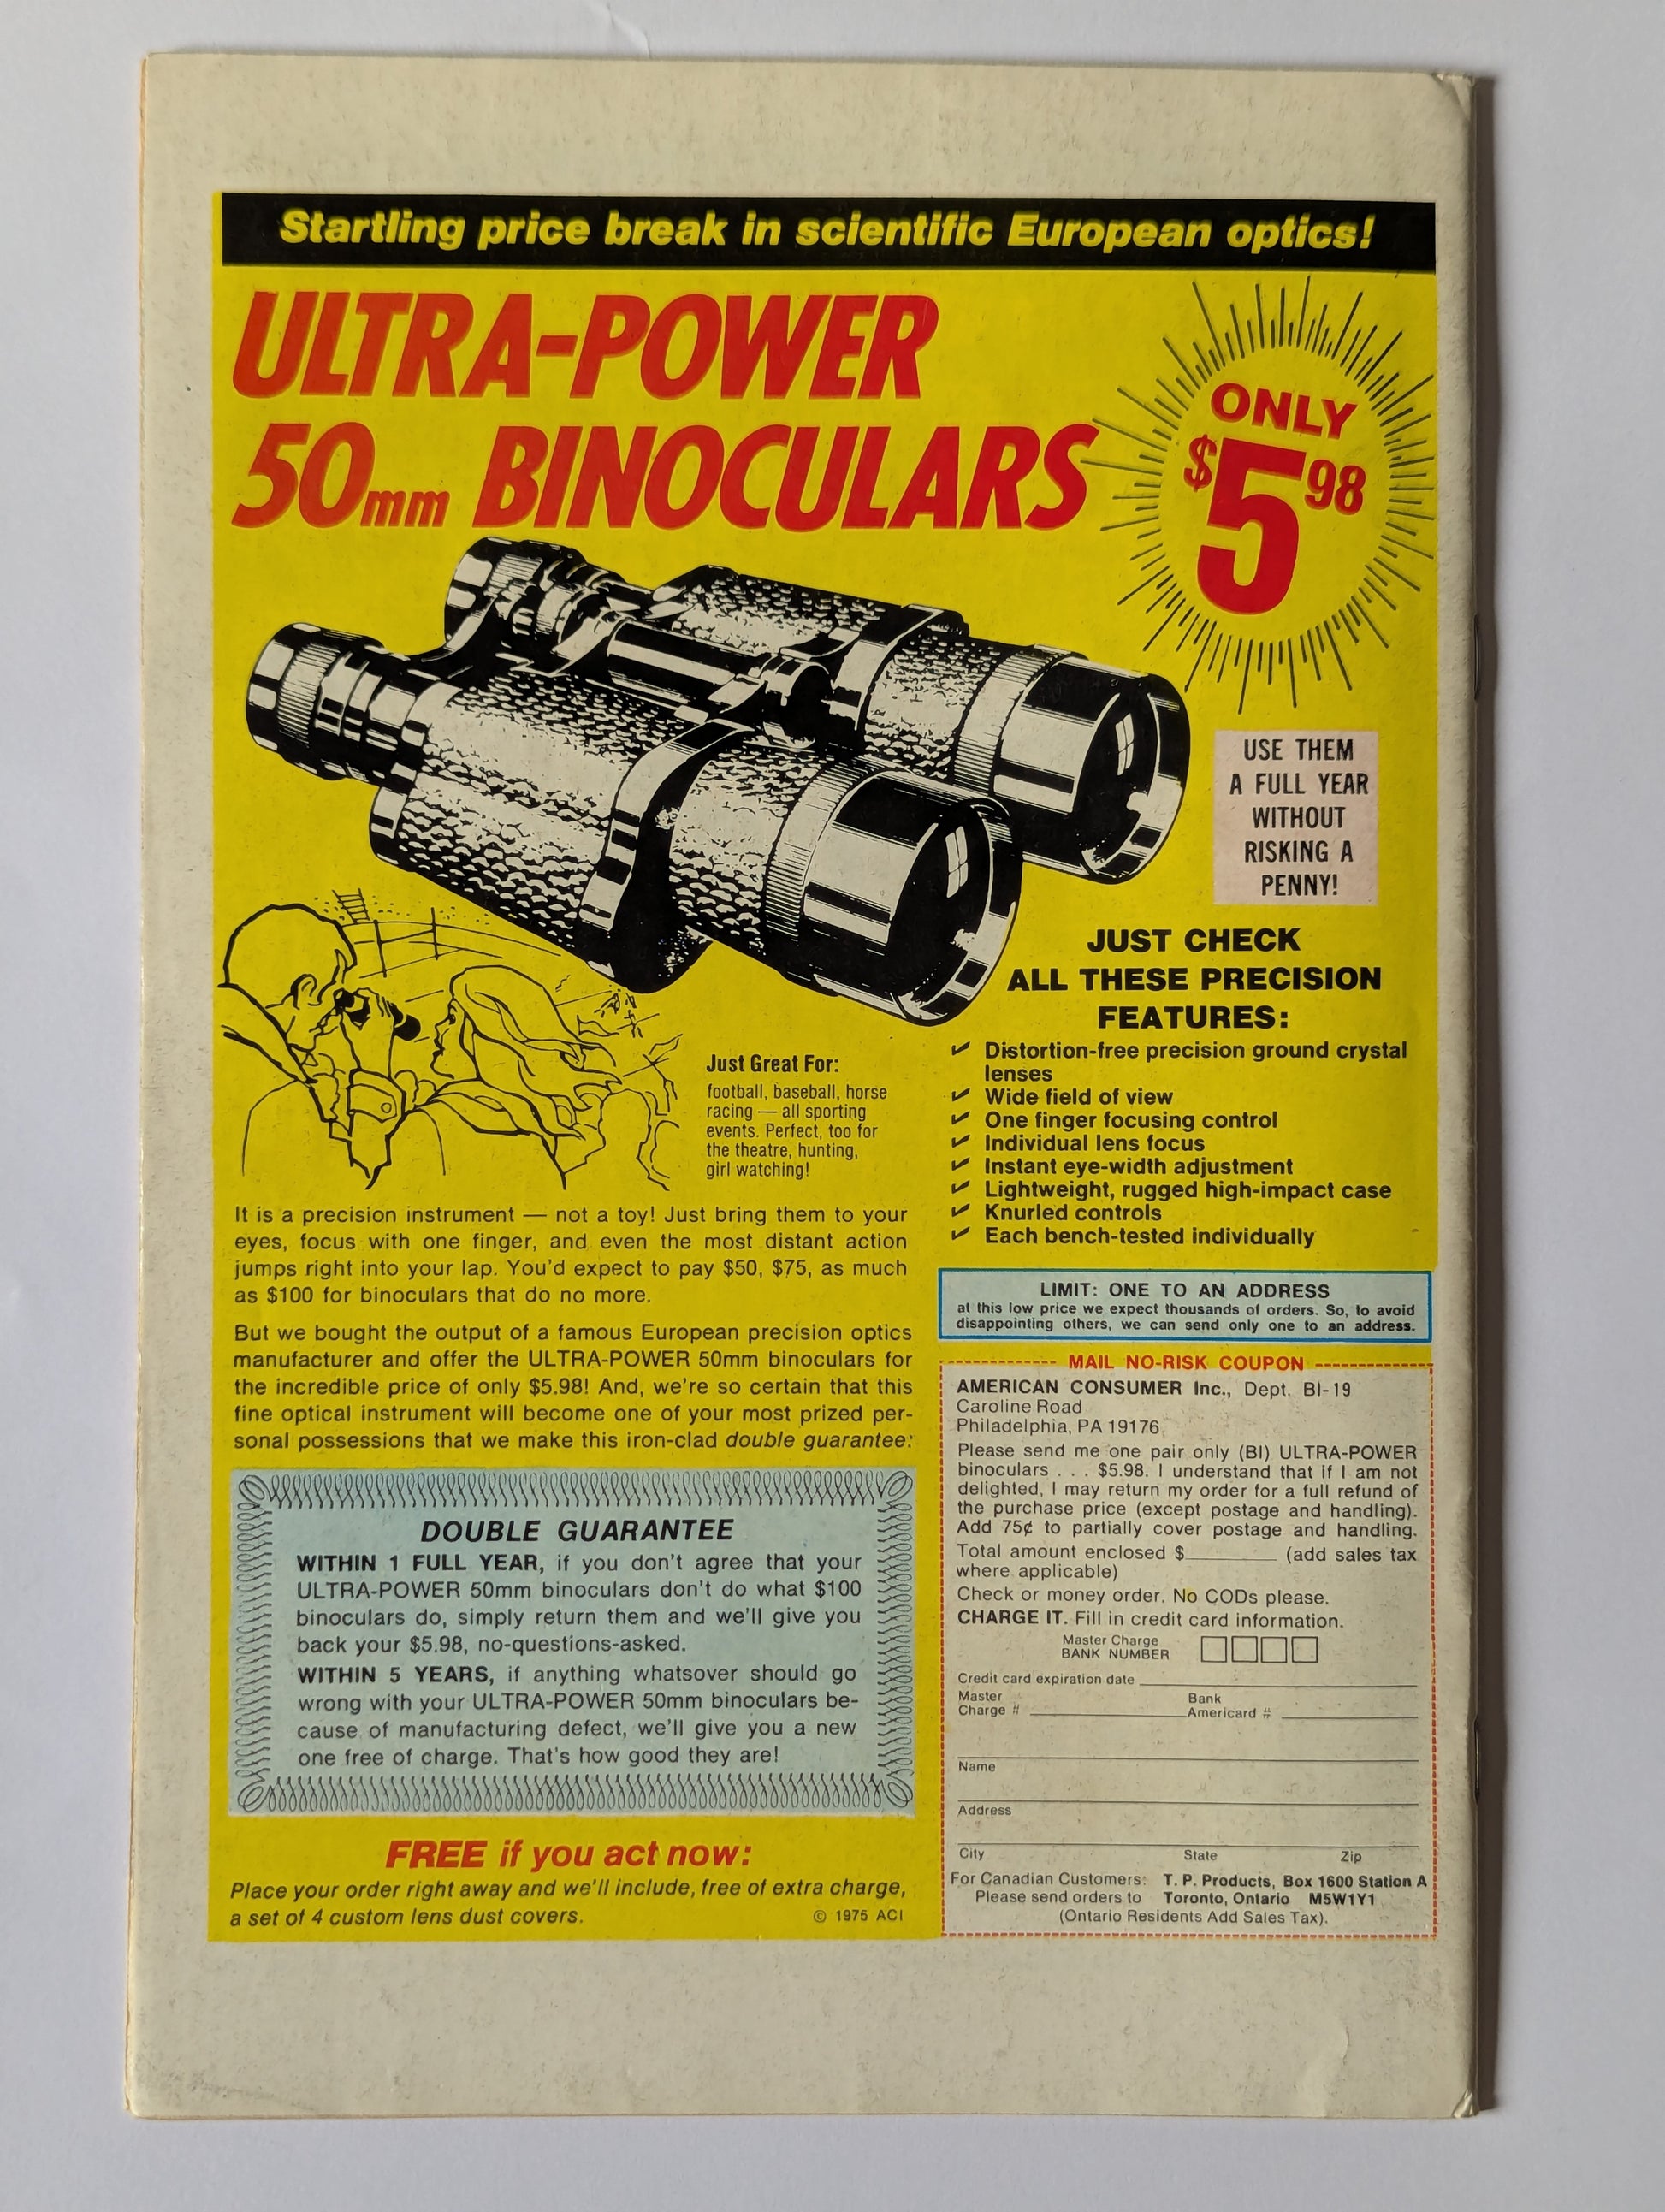 Startling price break in scientific European optics!
ULTRA-POWER
50mm BINOCULARS
ONLY
$5 98
USE THEM
A FULL YEAR
WITHOUT
RISKING A
PENNY!
JUST CHECK
ALL THESE PRECISION
FEATURES:
✔ Distortion-free precision ground crystal
lenses
✔ Wide field of view
✔ One finger focusing control
✔ Individual lens focus
✔ Instant eye-width adjustment
✔ Lightweight, rugged high-impact case
✔ Knurled controls
✔ Each bench-tested individually
Just Great For:
football, baseball, horse
racing — all sporting
events. Perfect, too for
the theatre, hunting,
girl watching!
It is a precision instrument — not a toy! Just bring them to your
eyes, focus with one finger, and even the most distant action
jumps right into your lap. You'd expect to pay $50, $75, as much
as $100 for binoculars that do no more.
But we bought the output of a famous European precision optics
manufacturer and offer the ULTRA-POWER 50mm binoculars for
the incredible price of only $5.98! And, we're so certain that this
fine optical instrument will become one of your most prized per-
sonal possessions that we make this iron-clad double guarantee:
DOUBLE GUARANTEE
WITHIN 1 FULL YEAR, if you don't agree that your
ULTRA-POWER 50mm binoculars don't do what $100
binoculars do, simply return them and we'll give you
back your $5.98, no-questions-asked.
WITHIN 5 YEARS, if anything whatsover should go
wrong with your ULTRA-POWER 50mm binoculars be-
cause of manufacturing defect, we'll give you a new
one free of charge. That's how good they are!
FREE if you act now:
Place your order right away and we'll include, free of extra charge,
a set of 4 custom lens dust covers.
© 1975 ACI
LIMIT: ONE TO AN ADDRESS
at this low price we expect thousands of orders. So, to avoid
disappointing others, we can send only one to an address.
MAIL NO-RISK COUPON
AMERICAN CONSUMER Inc., Dept. BI-19
Caroline Road
Philadelphia, PA 19176
Please send me one pair only (BI) ULTRA-POWER
binoculars . . . $5.98. I understand that if I am not
delighted, I may return my order for a full refund of
the purchase price (except postage and handling).
Add 75¢ to partially cover postage and handling.
Total amount enclosed $________ (add sales tax
where applicable)
Check or money order. No CODs please.
CHARGE IT. Fill in credit card information.
Master Charge
BANK NUMBER
Credit card expiration date
Master
Charge #
Bank
Americard #
Name
Address
City State Zip
For Canadian Customers: T. P. Products, Box 1600 Station A
Please send orders to Toronto, Ontario M5W1Y1
(Ontario Residents Add Sales Tax).